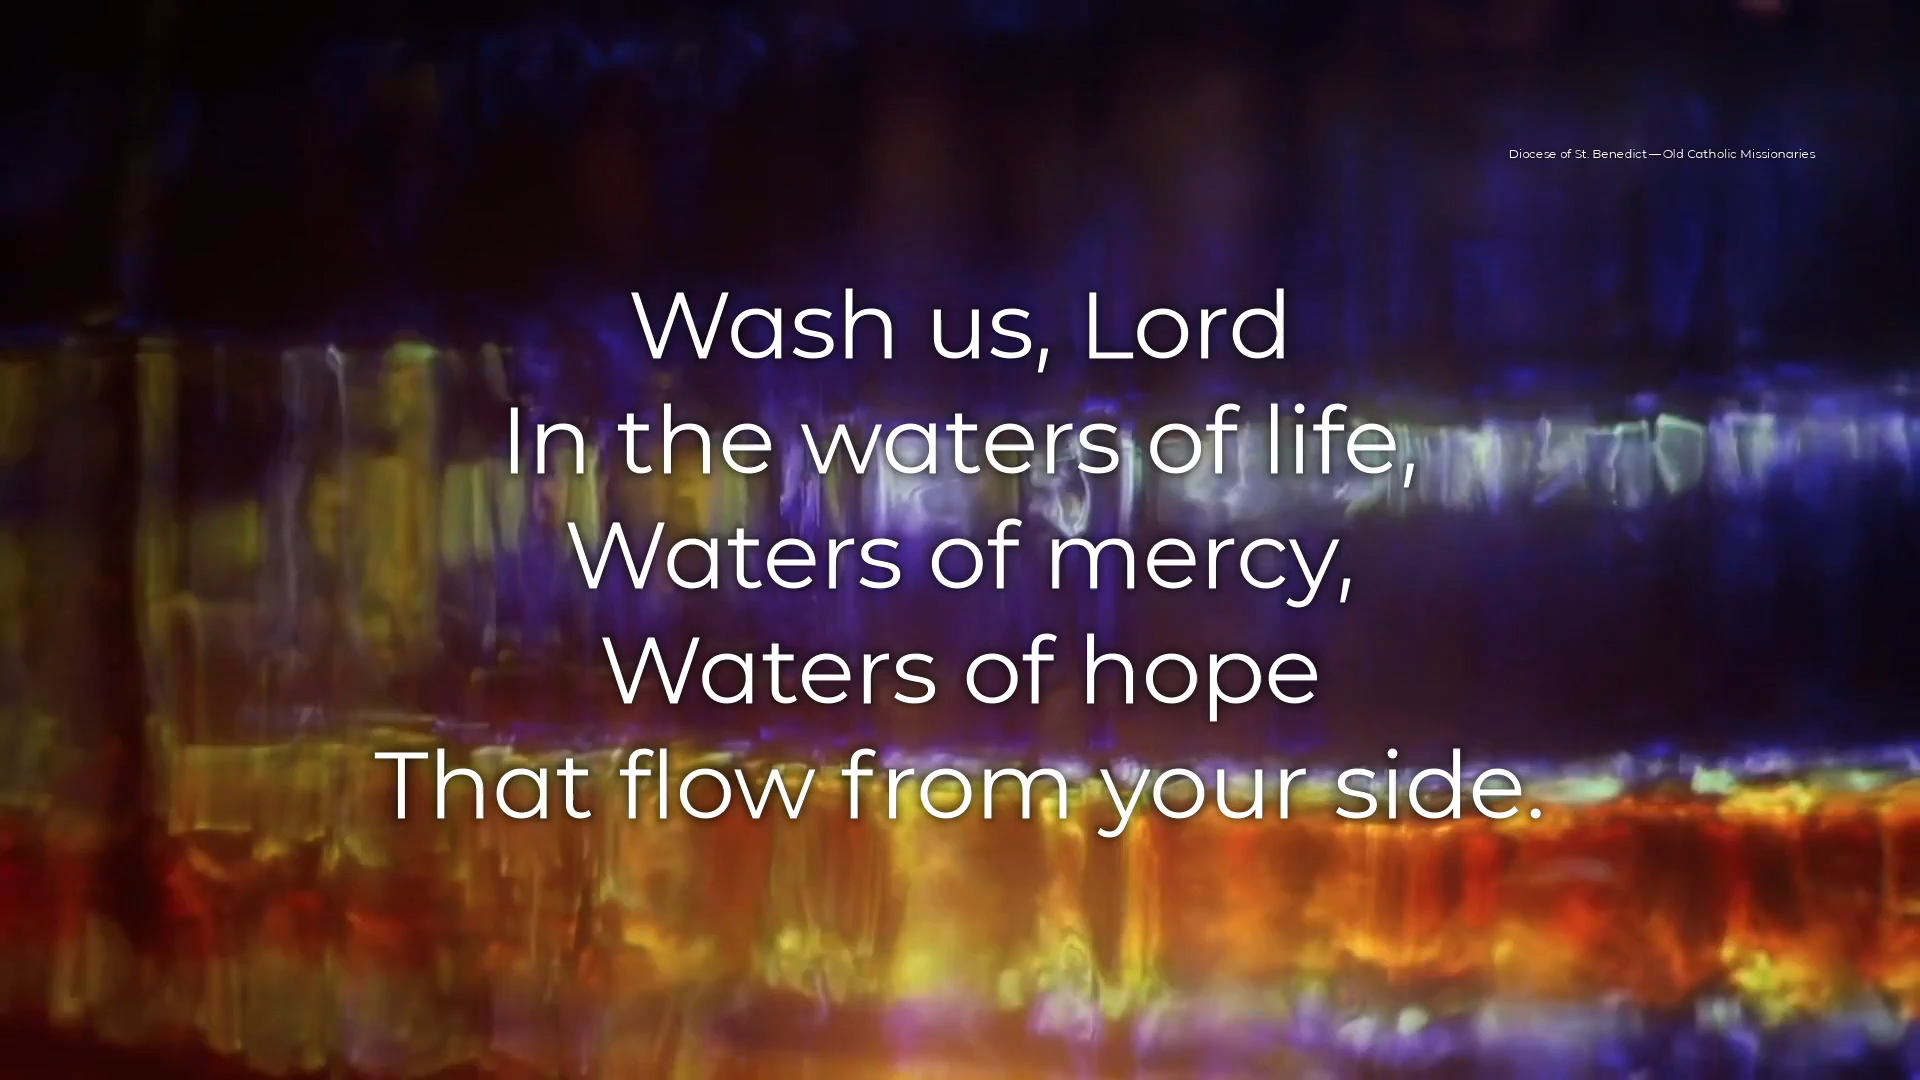 Diocese of St. Benedict — Old Catholic Missionaries
Wash us, Lord
In the waters of life,
Waters of mercy,
Waters of hope
That flow from your side.